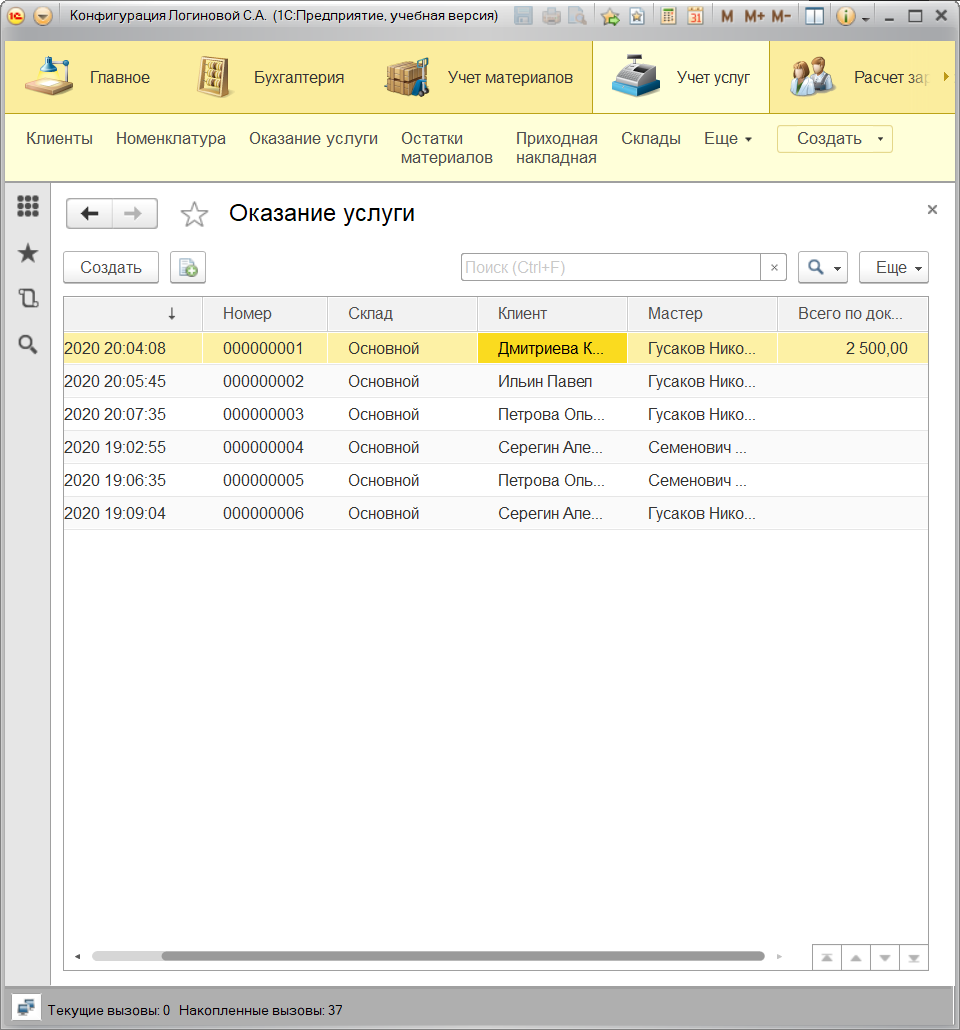 Конфигурация Логиновой С.А. (1С:Предприятие, учебная версия) M M+ M-
Главное Бухгалтерия Учет материалов Учет услуг Расчет зар
Клиенты Номенклатура Оказание услуги Остатки материалов Приходная накладная Склады Еще Создать
Оказание услуги
Создать Поиск (Ctrl+F) × Еще
↓ Номер Склад Клиент Мастер Всего по док...
2020 20:04:08 000000001 Основной Дмитриева К... Гусаков Нико... 2 500,00
2020 20:05:45 000000002 Основной Ильин Павел Гусаков Нико...
2020 20:07:35 000000003 Основной Петрова Оль... Гусаков Нико...
2020 19:02:55 000000004 Основной Серегин Але... Семенович ...
2020 19:06:35 000000005 Основной Петрова Оль... Семенович ...
2020 19:09:04 000000006 Основной Серегин Але... Гусаков Нико...
Текущие вызовы: 0 Накопленные вызовы: 37